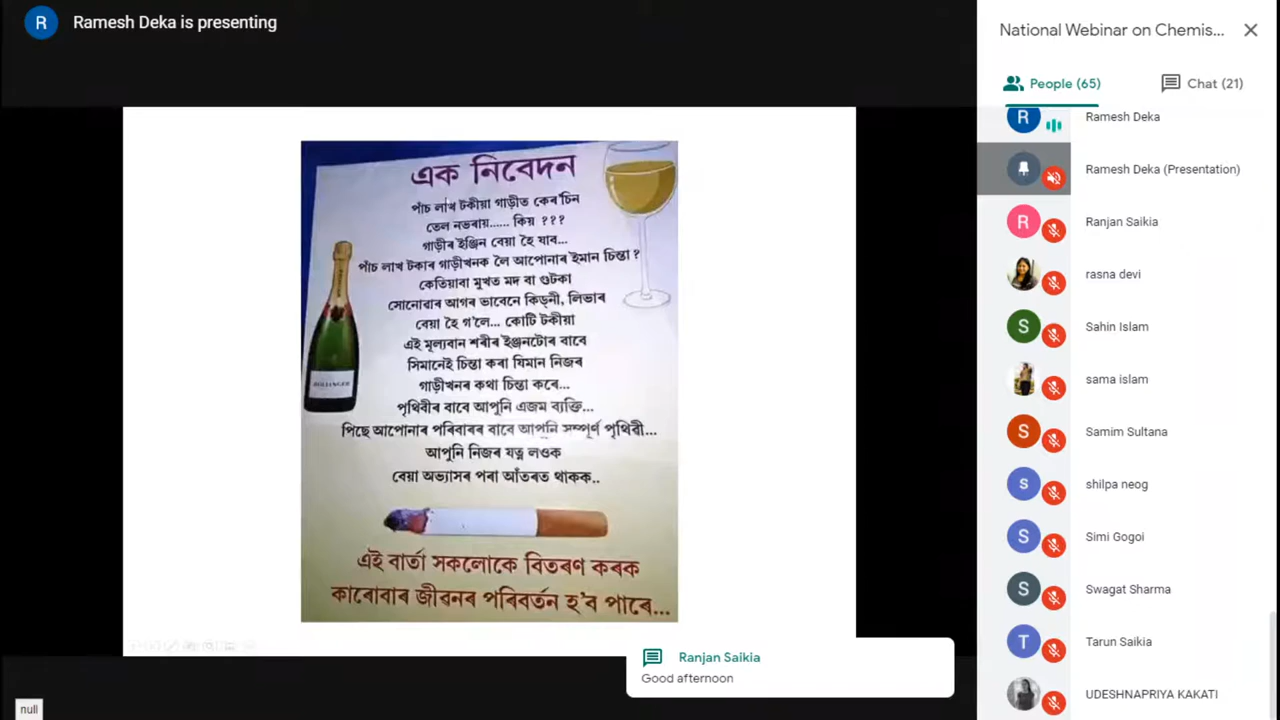 R
Ramesh Deka is presenting
এক নিবেদন
পাঁচ লাখ টকীয়া গাড়ীত কেৰ'চিন
তেল নভৰায়...... কিয় ???
গাড়ীৰ ইঞ্জিন বেয়া হৈ যাব...
পাঁচ লাখ টকাৰ গাড়ীখনক লৈ আপোনাৰ ইমান চিন্তা ?
কেতিয়াবা মুখত মদ বা গুটকা
সোনোৱাৰ আগৰ ভাবেনে কিড্নী, লিভাৰ
বেয়া হৈ গ'লে... কোটি টকীয়া
এই মূল্যবান শৰীৰ ইঞ্জনটোৰ বাবে
সিমানেই চিন্তা কৰা যিমান নিজৰ
গাড়ীখনৰ কথা চিন্তা কৰে...
পৃথিৱীৰ বাবে আপুনি এজম ব্যক্তি...
পিছে আপোনাৰ পৰিবাৰৰ বাবে আপুনি সম্পূৰ্ণ পৃথিৱী...
আপুনি নিজৰ যত্ন লওক
বেয়া অভ্যাসৰ পৰা আঁতৰত থাকক..
এই বাৰ্তা সকলোকে বিতৰণ কৰক
কাৰোবাৰ জীৱনৰ পৰিবৰ্তন হ'ব পাৰে...
BOLLINGER
Ranjan Saikia
Good afternoon
null
National Webinar on Chemis...
People (65)
Chat (21)
R
Ramesh Deka
Ramesh Deka (Presentation)
R
Ranjan Saikia
rasna devi
S
Sahin Islam
sama islam
S
Samim Sultana
s
shilpa neog
S
Simi Gogoi
S
Swagat Sharma
T
Tarun Saikia
UDESHNAPRIYA KAKATI